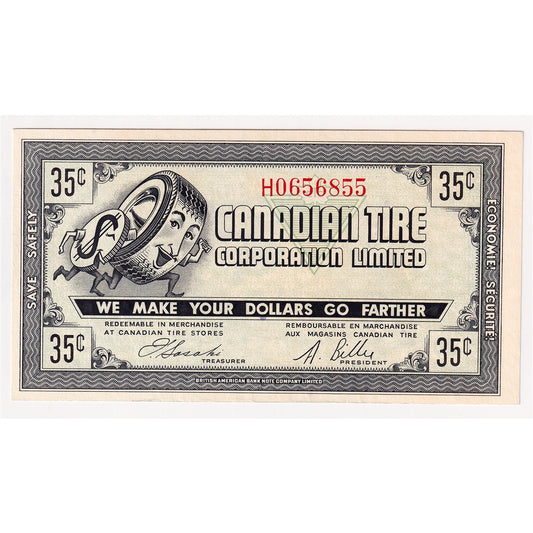 35¢
H0656855
35¢
SAVE SAFELY
ECONOMIE SÉCURITÉ
$
CANADIAN TIRE
CORPORATION LIMITED
WE MAKE YOUR DOLLARS GO FARTHER
REDEEMABLE IN MERCHANDISE
AT CANADIAN TIRE STORES
REMBOURSABLE EN MARCHANDISE
AUX MAGASINS CANADIAN TIRE
35¢
TREASURER
A. Billes
PRESIDENT
35¢
BRITISH AMERICAN BANK NOTE COMPANY LIMITED